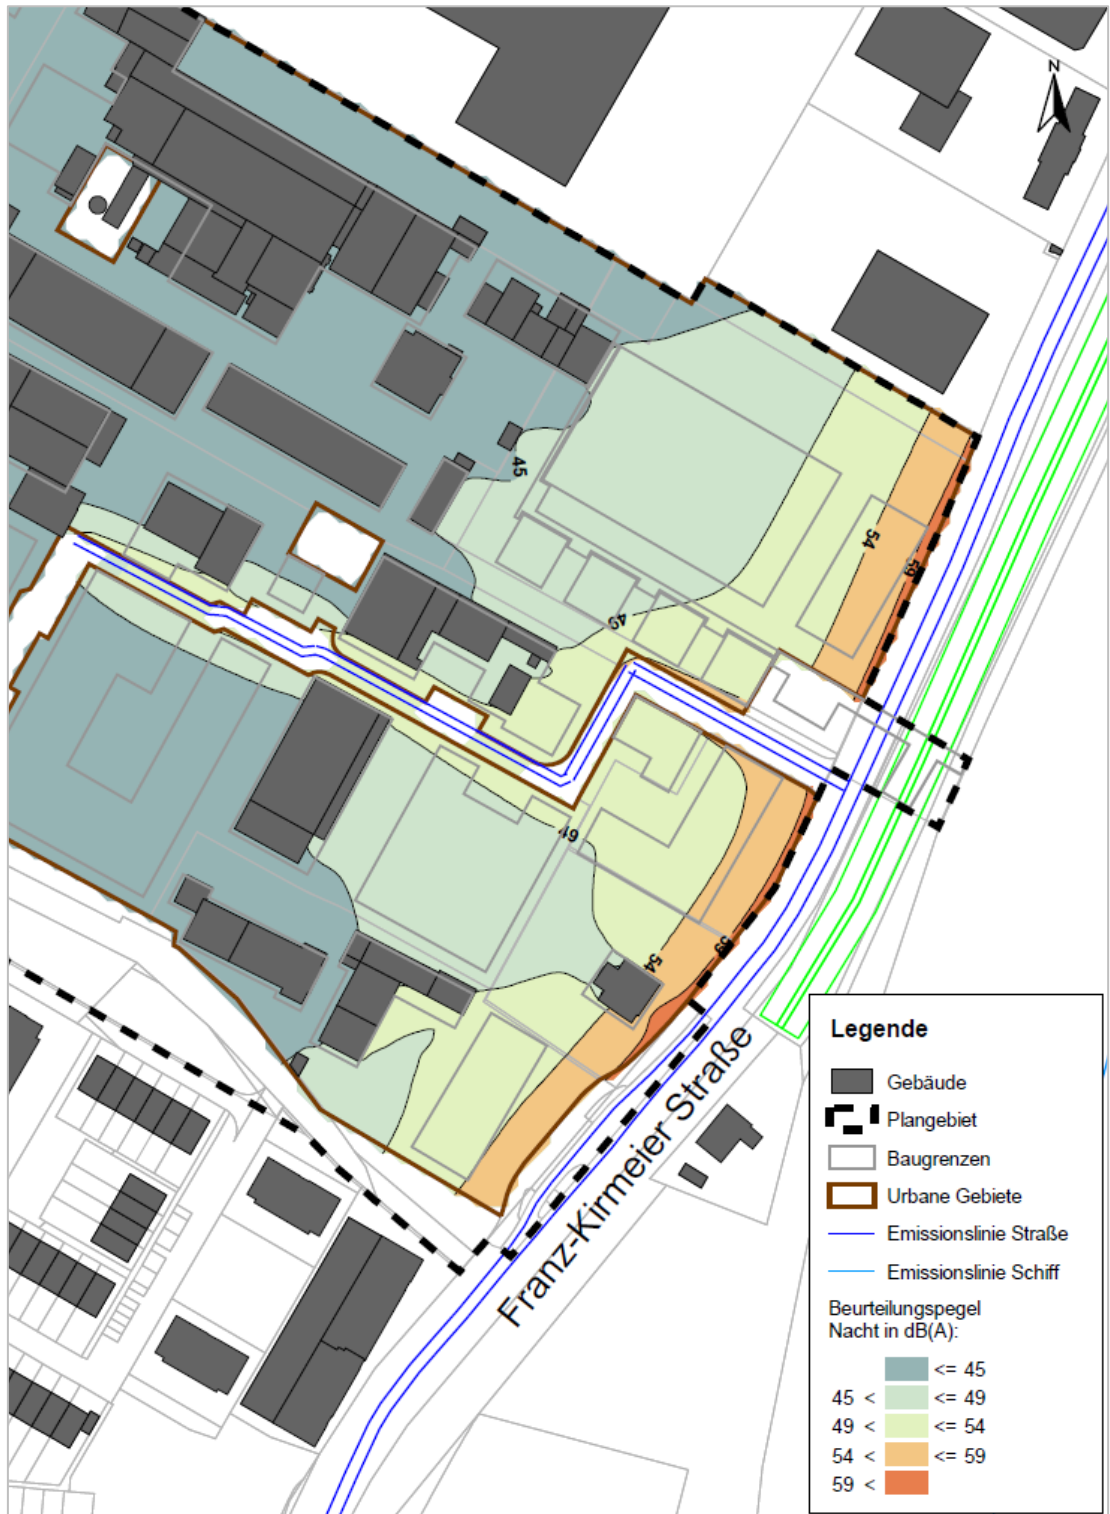 N
45
54
59
49
49
59
54
Franz-Kirmeier Straße
Legende
Gebäude
Plangebiet
Baugrenzen
Urbane Gebiete
Emissionslinie Straße
Emissionslinie Schiff
Beurteilungspegel
Nacht in dB(A):
<= 45
45 < <= 49
49 < <= 54
54 < <= 59
59 <